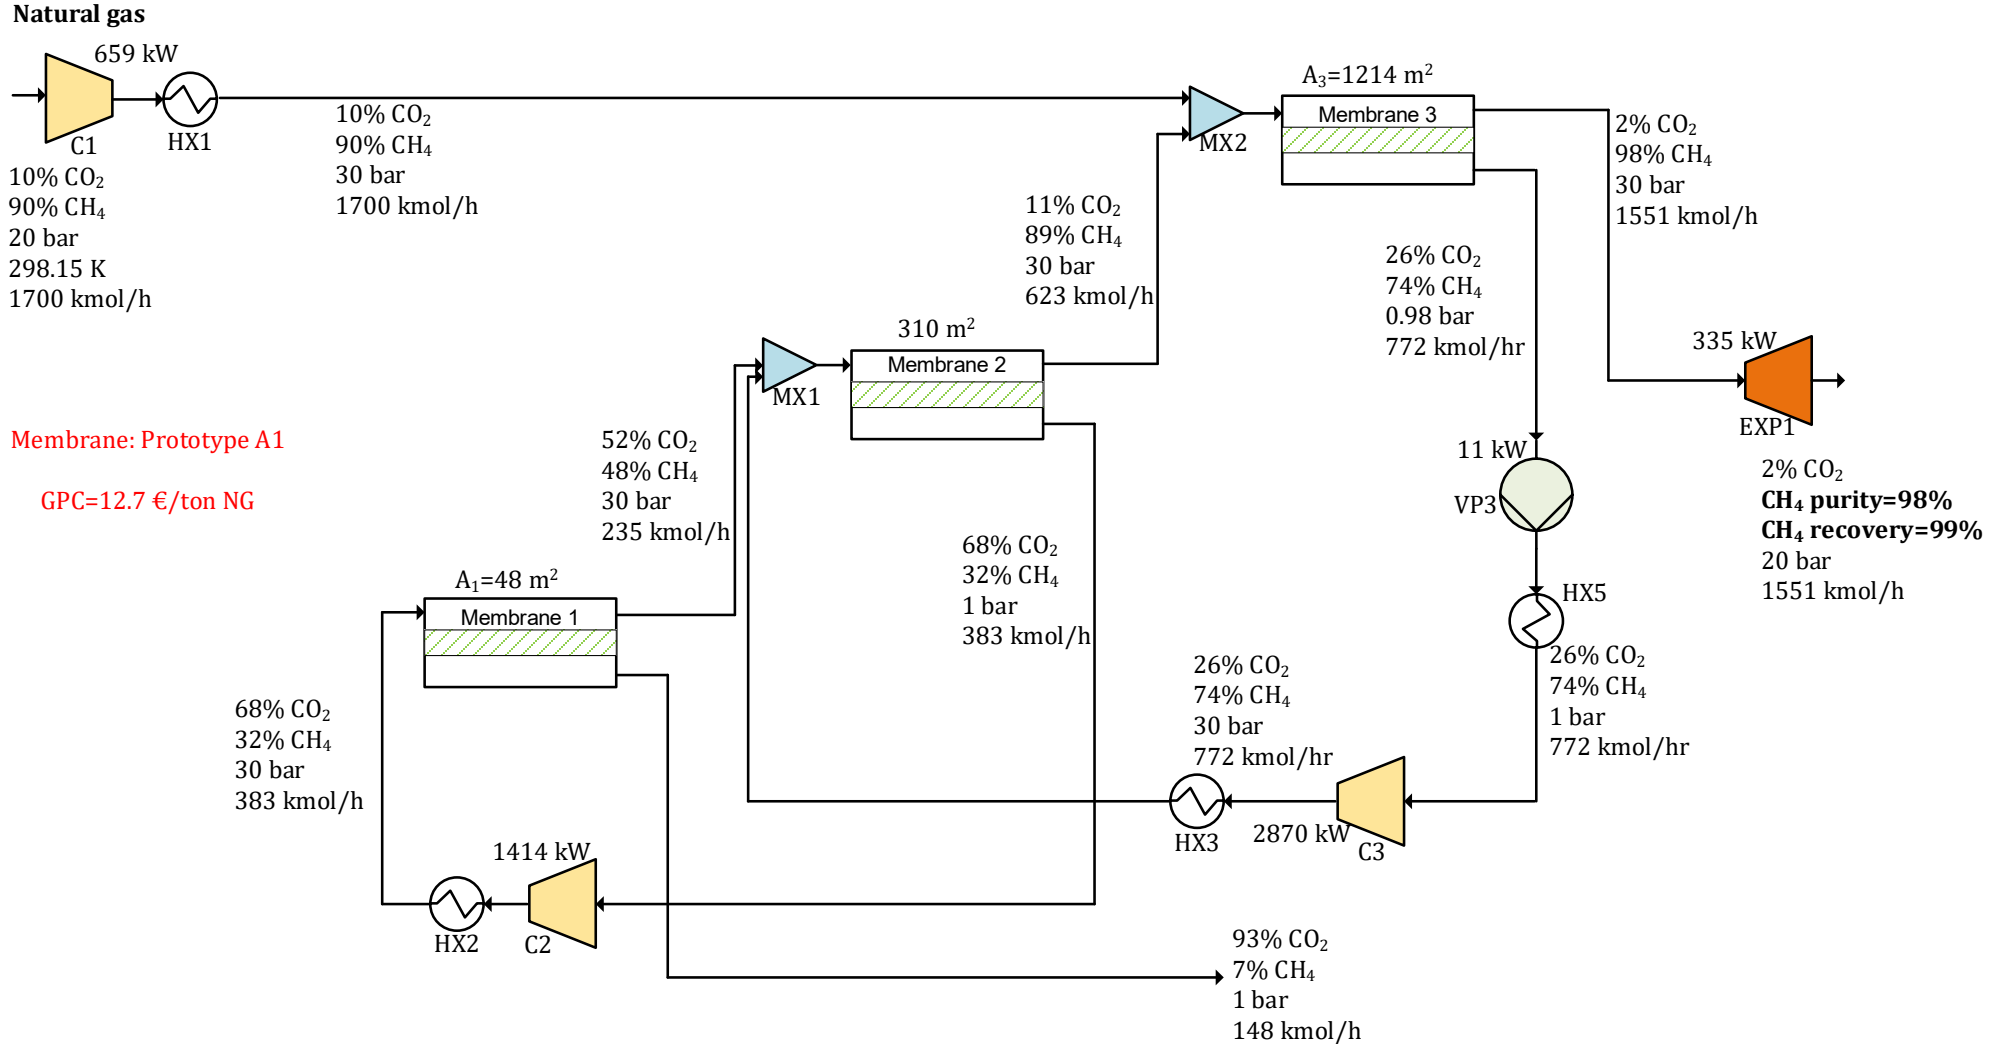 Natural gas
659 kW
C1
HX1
10% CO₂
90% CH₄
20 bar
298.15 K
1700 kmol/h
10% CO₂
90% CH₄
30 bar
1700 kmol/h
MX2
A₃=1214 m²
Membrane 3
2% CO₂
98% CH₄
30 bar
1551 kmol/h
11% CO₂
89% CH₄
30 bar
623 kmol/h
26% CO₂
74% CH₄
0.98 bar
772 kmol/hr
310 m²
Membrane 2
MX1
335 kW
EXP1
2% CO₂
CH₄ purity=98%
CH₄ recovery=99%
20 bar
1551 kmol/h
Membrane: Prototype A1
GPC=12.7 €/ton NG
52% CO₂
48% CH₄
30 bar
235 kmol/h
11 kW
VP3
68% CO₂
32% CH₄
1 bar
383 kmol/h
A₁=48 m²
Membrane 1
HX5
26% CO₂
74% CH₄
1 bar
772 kmol/hr
26% CO₂
74% CH₄
30 bar
772 kmol/hr
68% CO₂
32% CH₄
30 bar
383 kmol/h
HX3
2870 kW
C3
1414 kW
HX2
C2
93% CO₂
7% CH₄
1 bar
148 kmol/h